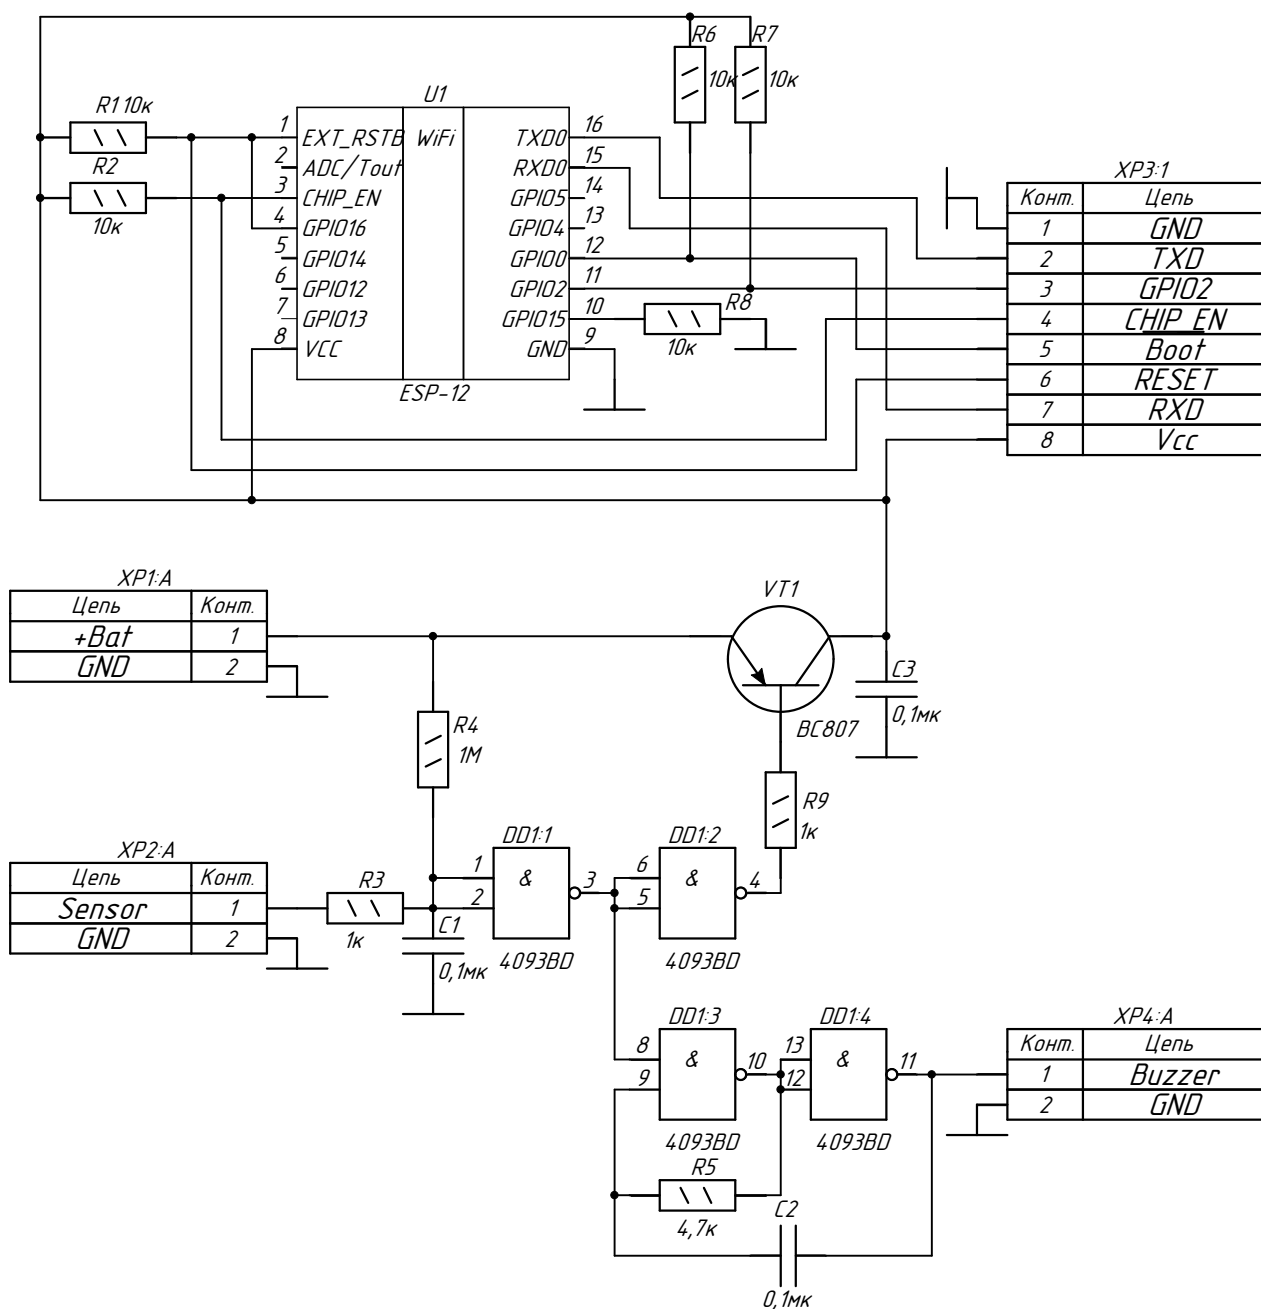 R6
R7
10к
10к
U1
R1 10к
1
EXT_RSTB
WiFi
TXD0
16
2
ADC/Tout
RXD0
15
R2
3
CHIP_EN
GPIO5
14
10к
4
GPIO16
GPIO4
13
5
GPIO14
GPIO0
12
6
GPIO12
GPIO2
11
7
GPIO13
GPIO15
10
R8
10к
8
VCC
GND
9
ESP-12
XP3:1
Конт. Цепь
1 GND
2 TXD
3 GPIO2
4 CHIP_EN
5 Boot
6 RESET
7 RXD
8 Vcc
XP1:A
Цепь Конт.
+Bat 1
GND 2
VT1
BC807
C3
0,1мк
R4
1М
R9
1к
XP2:A
Цепь Конт.
Sensor 1
GND 2
R3
1к
C1
0,1мк
DD1:1
1
2
&
3
4093BD
DD1:2
6
5
&
4
4093BD
DD1:3
8
9
&
10
4093BD
DD1:4
13
12
&
11
4093BD
R5
4,7к
C2
0,1мк
XP4:A
Конт. Цепь
1 Buzzer
2 GND